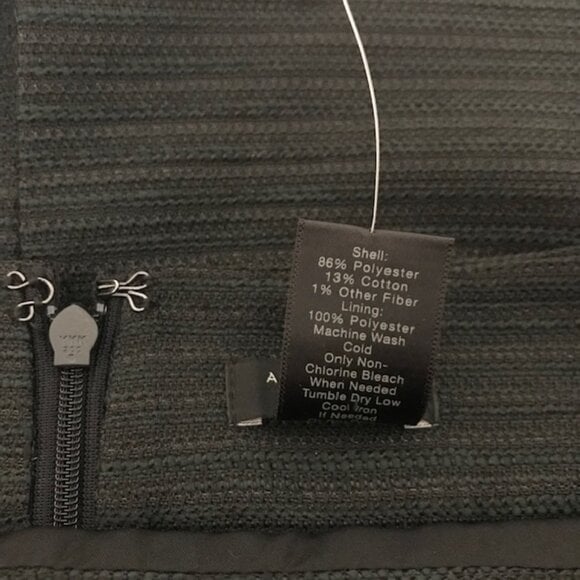 Shell:
86% Polyester
13% Cotton
1% Other Fiber
Lining:
100% Polyester
Machine Wash
Cold
Only Non-
Chlorine Bleach
When Needed
Tumble Dry Low
Cool Iron
If Needed
A